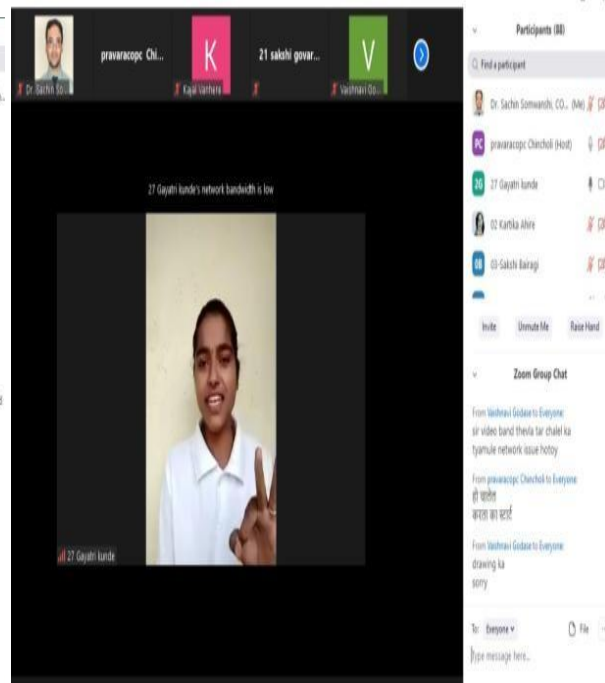 Participants (88)
Find a participant
pravaracopc Chi...
K
21 sakshi govar...
V
Dr. Sachin So...
Kajal Vanhere
Vaishnavi Go...
Dr. Sachin Somwanshi, CO... (Me)
PC pravaracopc Chincholi (Host)
2G 27 Gayatri kunde
02 Kartika Ahire
0B 03-Sakshi Bairagi
27 Gayatri kunde's network bandwidth is low
27 Gayatri kunde
Invite Unmute Me Raise Hand
Zoom Group Chat
From Vaishnavi Godase to Everyone:
sir video band thevla tar chalel ka
tyamule network issue hotoy
From pravaracopc Chincholi to Everyone:
हो चालेल
करता का स्टार्ट
From Vaishnavi Godase to Everyone:
drawing ka
sorry
To: Everyone File
Type message here...